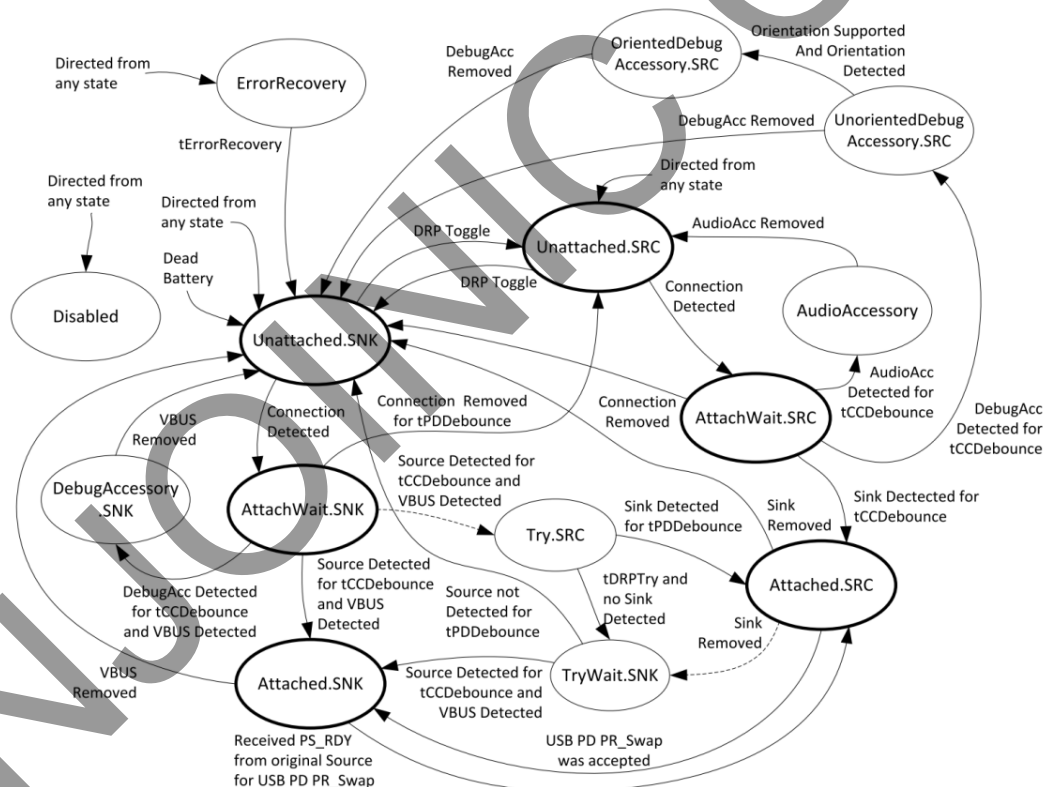 Directed from
any state
ErrorRecovery
tErrorRecovery
DebugAcc
Removed
OrientedDebug
Accessory.SRC
Orientation Supported
And Orientation
Detected
UnorientedDebug
Accessory.SRC
DebugAcc Removed
Directed from
any state
Directed from
any state
Directed from
any state
Dead
Battery
Disabled
DRP Toggle
DRP Toggle
Unattached.SRC
AudioAcc Removed
Connection
Detected
AudioAccessory
Unattached.SNK
AudioAcc
Detected for
tCCDebounce
Connection
Removed
AttachWait.SRC
DebugAcc
Detected for
tCCDebounce
VBUS
Removed
Connection
Detected
Connection Removed
for tPDDebounce
DebugAccessory
.SNK
AttachWait.SNK
Source Detected for
tCCDebounce and
VBUS Detected
Try.SRC
Sink Detected
for tPDDebounce
Sink
Removed
Sink Dectected for
tCCDebounce
Attached.SRC
DebugAcc Detected
for tCCDebounce
and VBUS Detected
Source Detected
for tCCDebounce
and VBUS
Detected
Source not
Detected for
tPDDebounce
tDRPTry and
no Sink
Detected
Sink
Removed
VBUS
Removed
Attached.SNK
Source Detected for
tCCDebounce and
VBUS Detected
TryWait.SNK
Received PS_RDY
from original Source
for USB PD PR_Swap
USB PD PR_Swap
was accepted